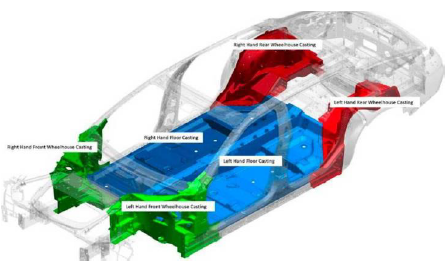 Right Hand Rear Wheelhouse Casting
Left Hand Rear Wheelhouse Casting
Right Hand Floor Casting
Right Hand Front Wheelhouse Casting
Left Hand Floor Casting
Left Hand Front Wheelhouse Casting